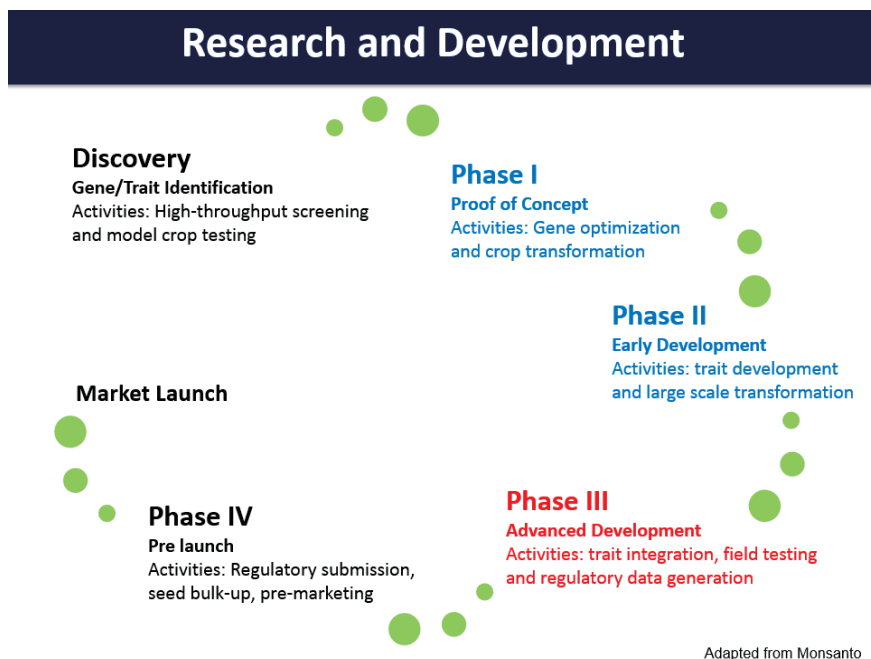 Research and Development
Discovery
Gene/Trait Identification
Activities: High-throughput screening
and model crop testing
Phase I
Proof of Concept
Activities: Gene optimization
and crop transformation
Phase II
Early Development
Activities: trait development
and large scale transformation
Phase III
Advanced Development
Activities: trait integration, field testing
and regulatory data generation
Phase IV
Pre launch
Activities: Regulatory submission,
seed bulk-up, pre-marketing
Market Launch
Adapted from Monsanto